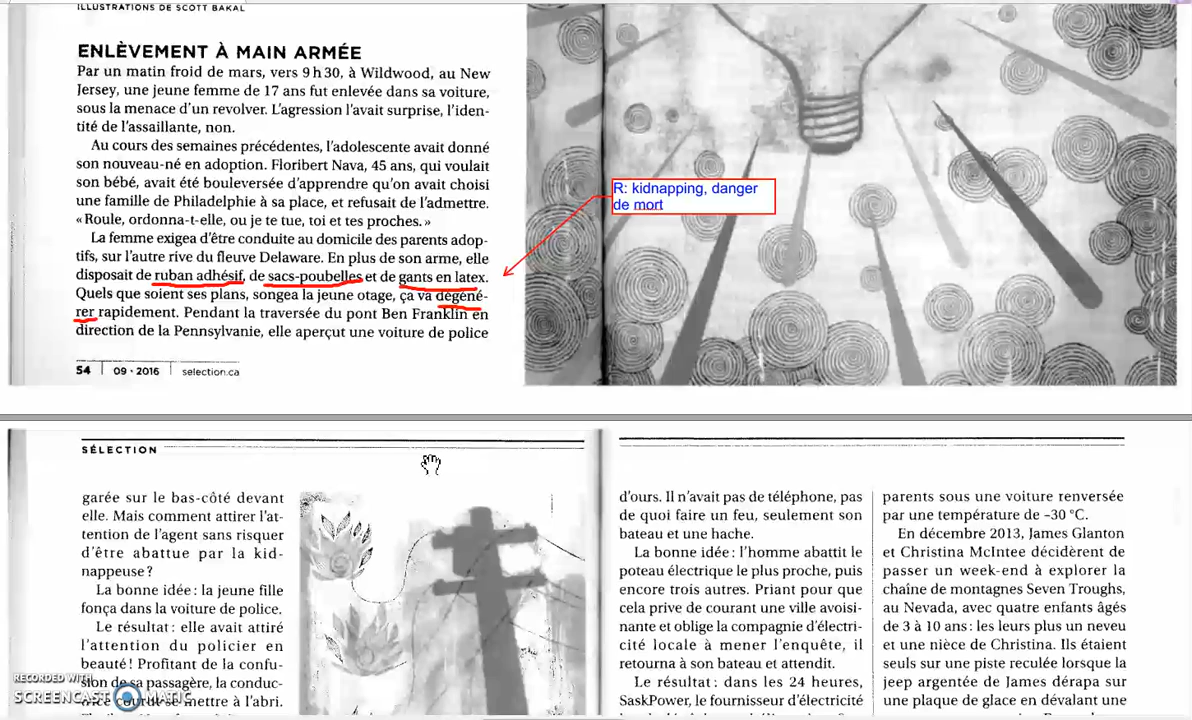 ILLUSTRATIONS DE SCOTT BAKAL
ENLÈVEMENT À MAIN ARMÉE
Par un matin froid de mars, vers 9 h 30, à Wildwood, au New
Jersey, une jeune femme de 17 ans fut enlevée dans sa voiture,
sous la menace d'un revolver. L'agression l'avait surprise, l'iden-
tité de l'assaillante, non.
Au cours des semaines précédentes, l'adolescente avait donné
son nouveau-né en adoption. Floribert Nava, 45 ans, qui voulait
son bébé, avait été bouleversée d'apprendre qu'on avait choisi
une famille de Philadelphie à sa place, et refusait de l'admettre.
« Roule, ordonna-t-elle, ou je te tue, toi et tes proches. »
La femme exigea d'être conduite au domicile des parents adop-
tifs, sur l'autre rive du fleuve Delaware. En plus de son arme, elle
disposait de ruban adhésif, de sacs-poubelles et de gants en latex.
Quels que soient ses plans, songea la jeune otage, ça va dégéné-
rer rapidement. Pendant la traversée du pont Ben Franklin en
direction de la Pennsylvanie, elle aperçut une voiture de police
54 | 09 · 2016 | selection.ca
R: kidnapping, danger
de mort
SÉLECTION
garée sur le bas-côté devant
elle. Mais comment attirer l'at-
tention de l'agent sans risquer
d'être abattue par la kid-
nappeuse ?
La bonne idée : la jeune fille
fonça dans la voiture de police.
Le résultat : elle avait attiré
l'attention du policier en
beauté ! Profitant de la confu-
sion de sa passagère, la conduc-
trice courut se mettre à l'abri.
d'ours. Il n'avait pas de téléphone, pas
de quoi faire un feu, seulement son
bateau et une hache.
La bonne idée : l'homme abattit le
poteau électrique le plus proche, puis
encore trois autres. Priant pour que
cela prive de courant une ville avoisi-
nante et oblige la compagnie d'électri-
cité locale à mener l'enquête, il
retourna à son bateau et attendit.
Le résultat : dans les 24 heures,
SaskPower, le fournisseur d'électricité
parents sous une voiture renversée
par une température de –30 °C.
En décembre 2013, James Glanton
et Christina McIntee décidèrent de
passer un week-end à explorer la
chaîne de montagnes Seven Troughs,
au Nevada, avec quatre enfants âgés
de 3 à 10 ans : les leurs plus un neveu
et une nièce de Christina. Ils étaient
seuls sur une piste reculée lorsque la
jeep argentée de James dérapa sur
une plaque de glace en dévalant une
RECORDED WITH
SCREENCAST MATIC